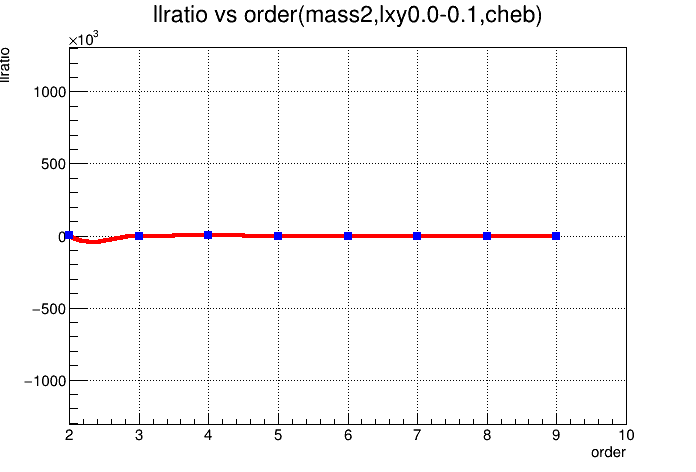 llratio vs order(mass2,lxy0.0-0.1,cheb)
×10³
llratio
1000
500
0
−500
−1000
2 3 4 5 6 7 8 9 10
order